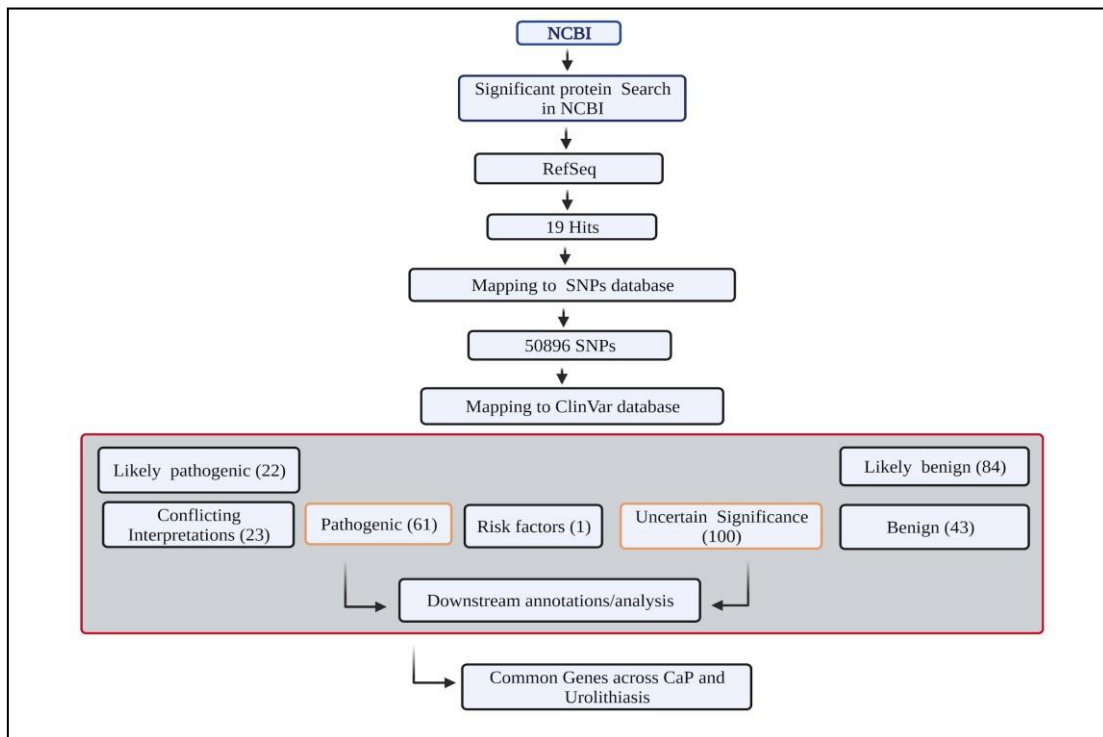 NCBI
Significant protein Search
in NCBI
RefSeq
19 Hits
Mapping to SNPs database
50896 SNPs
Mapping to ClinVar database
Likely pathogenic (22)
Likely benign (84)
Conflicting
Interpretations (23)
Pathogenic (61)
Risk factors (1)
Uncertain Significance
(100)
Benign (43)
Downstream annotations/analysis
Common Genes across CaP and
Urolithiasis